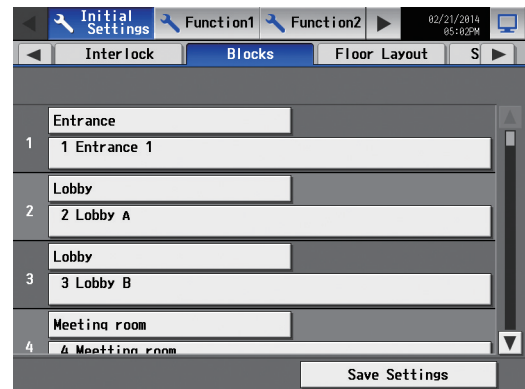 Initial Settings
Function1
Function2
02/21/2014
05:02PM
Interlock
Blocks
Floor Layout
S
1
Entrance
1 Entrance 1
2
Lobby
2 Lobby A
3
Lobby
3 Lobby B
4
Meeting room
4 Meetting room
Save Settings